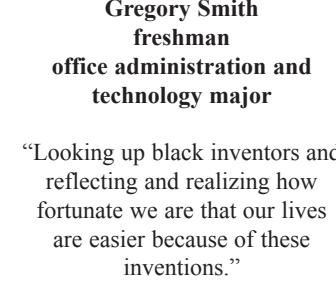 Gregory Smith
freshman
office administration and
technology major
“Looking up black inventors and
reflecting and realizing how
fortunate we are that our lives
are easier because of these
inventions.”